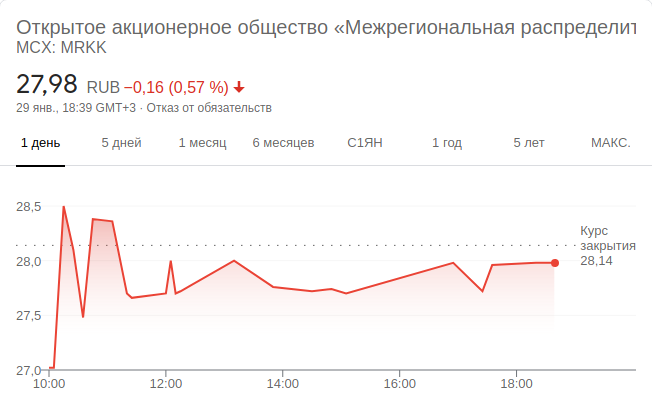 Открытое акционерное общество «Межрегиональная распределит
MCX: MRKK
27,98 RUB −0,16 (0,57 %)
29 янв., 18:39 GMT+3 · Отказ от обязательств
1 день 5 дней 1 месяц 6 месяцев С1ЯН 1 год 5 лет МАКС.
28,5
Курс
закрытия
28,14
28,0
27,5
27,0
10:00 12:00 14:00 16:00 18:00